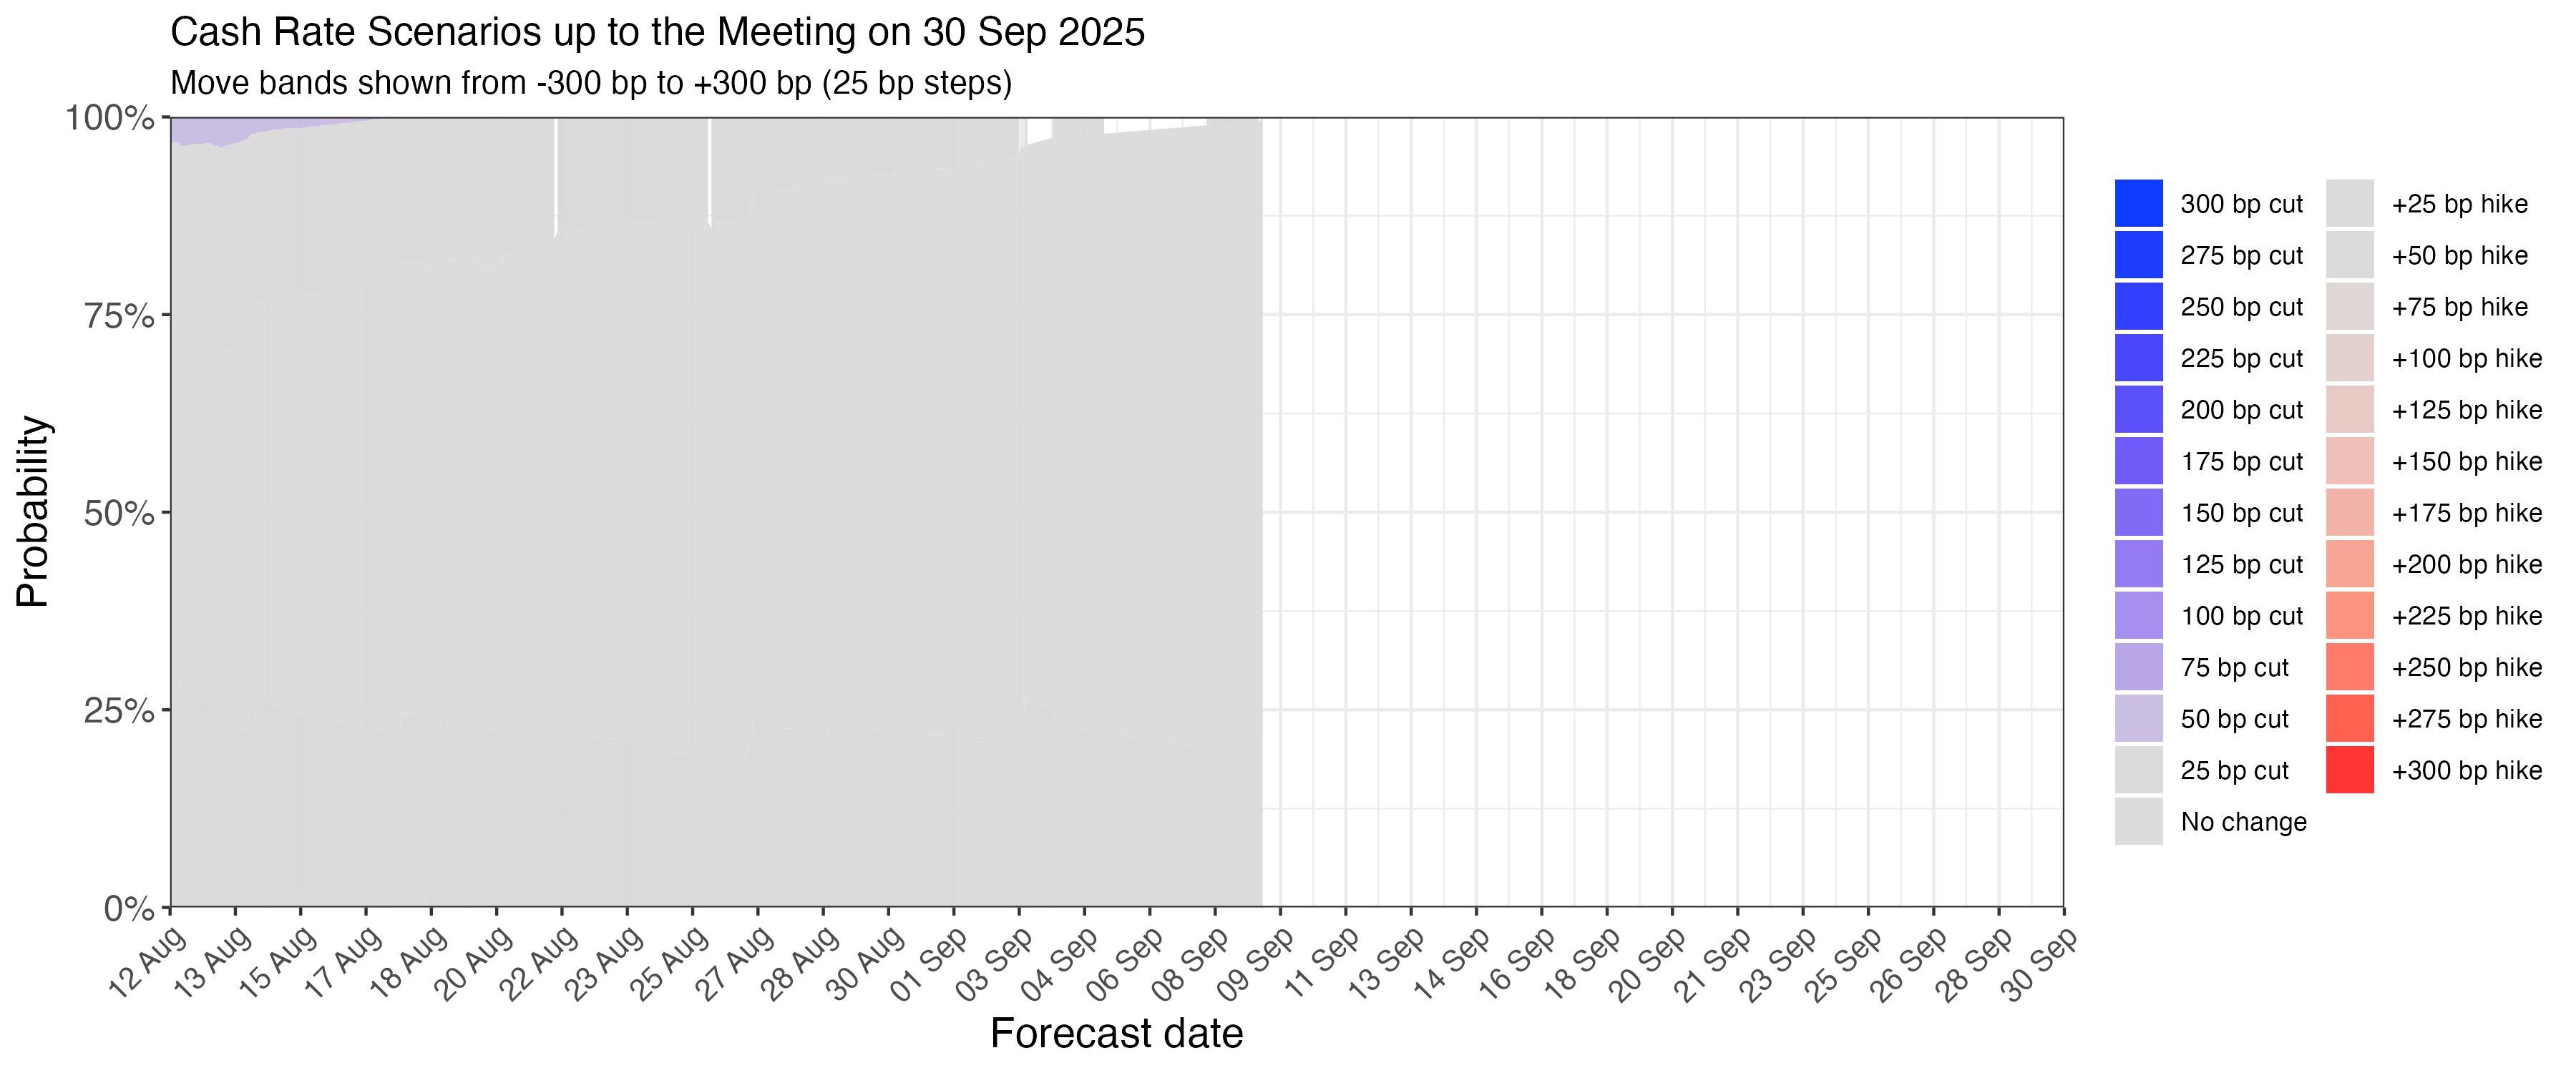 Cash Rate Scenarios up to the Meeting on 30 Sep 2025
Move bands shown from -300 bp to +300 bp (25 bp steps)
Probability
100%
75%
50%
25%
0%
12 Aug
13 Aug
15 Aug
17 Aug
18 Aug
20 Aug
22 Aug
23 Aug
25 Aug
27 Aug
28 Aug
30 Aug
01 Sep
03 Sep
04 Sep
06 Sep
08 Sep
09 Sep
11 Sep
13 Sep
14 Sep
16 Sep
18 Sep
20 Sep
21 Sep
23 Sep
25 Sep
26 Sep
28 Sep
30 Sep
Forecast date
300 bp cut
275 bp cut
250 bp cut
225 bp cut
200 bp cut
175 bp cut
150 bp cut
125 bp cut
100 bp cut
75 bp cut
50 bp cut
25 bp cut
No change
+25 bp hike
+50 bp hike
+75 bp hike
+100 bp hike
+125 bp hike
+150 bp hike
+175 bp hike
+200 bp hike
+225 bp hike
+250 bp hike
+275 bp hike
+300 bp hike